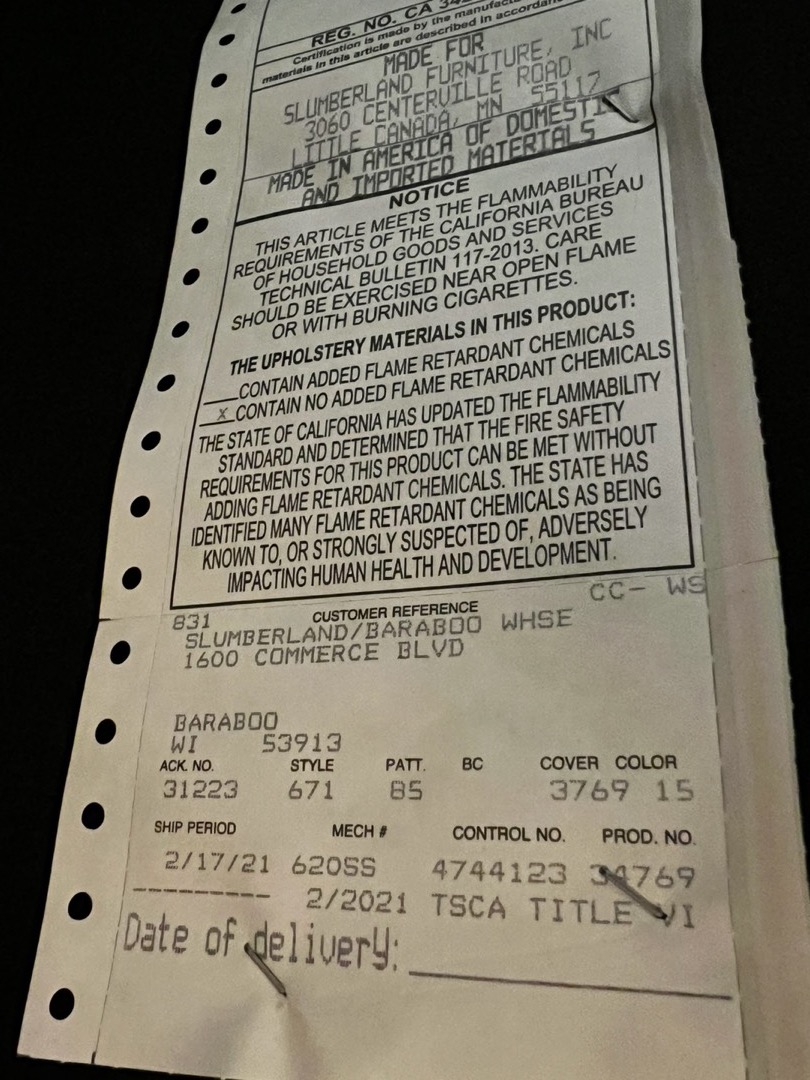 REG. NO. CA
Certification is made by the
materials in this article are described in
MADE FOR
SLUMBERLAND FURNITURE, INC
3060 CENTERVILLE ROAD
LITTLE CANADA, MN 55117
MADE IN AMERICA OF DOMESTIC
AND IMPORTED MATERIALS
NOTICE
THIS ARTICLE MEETS THE FLAMMABILITY
REQUIREMENTS OF THE CALIFORNIA BUREAU
OF HOUSEHOLD GOODS AND SERVICES
TECHNICAL BULLETIN 117-2013. CARE
SHOULD BE EXERCISED NEAR OPEN FLAME
OR WITH BURNING CIGARETTES.
THE UPHOLSTERY MATERIALS IN THIS PRODUCT:
___CONTAIN ADDED FLAME RETARDANT CHEMICALS
_X_CONTAIN NO ADDED FLAME RETARDANT CHEMICALS
THE STATE OF CALIFORNIA HAS UPDATED THE FLAMMABILITY
STANDARD AND DETERMINED THAT THE FIRE SAFETY
REQUIREMENTS FOR THIS PRODUCT CAN BE MET WITHOUT
ADDING FLAME RETARDANT CHEMICALS. THE STATE HAS
IDENTIFIED MANY FLAME RETARDANT CHEMICALS AS BEING
KNOWN TO, OR STRONGLY SUSPECTED OF, ADVERSELY
IMPACTING HUMAN HEALTH AND DEVELOPMENT.
CC- WS
831 CUSTOMER REFERENCE
SLUMBERLAND/BARABOO WHSE
1600 COMMERCE BLVD
BARABOO
WI 53913
ACK. NO. STYLE PATT. BC COVER COLOR
31223 671 85 3769 15
SHIP PERIOD MECH # CONTROL NO. PROD. NO.
2/17/21 620SS 4744123 34769
--------- 2/2021 TSCA TITLE VI
Date of delivery: ____________